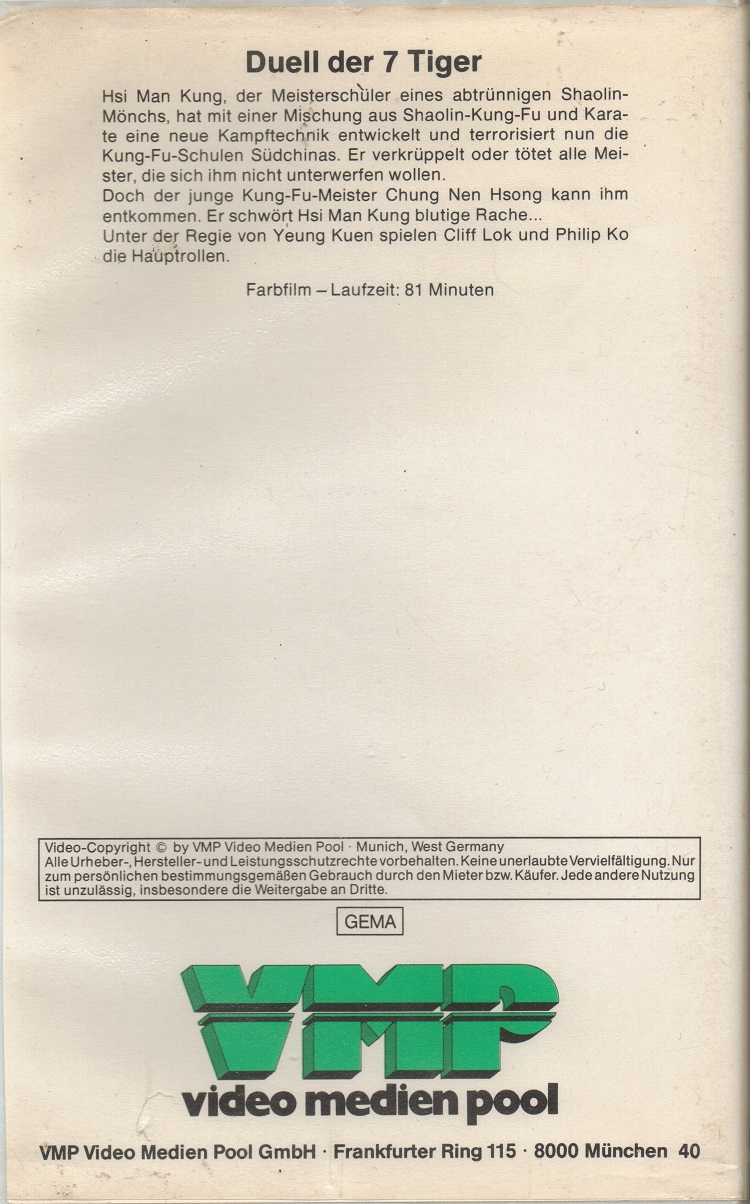 Duell der 7 Tiger
Hsi Man Kung, der Meisterschüler eines abtrünnigen Shaolin-
Mönchs, hat mit einer Mischung aus Shaolin-Kung-Fu und Kara-
te eine neue Kampftechnik entwickelt und terrorisiert nun die
Kung-Fu-Schulen Südchinas. Er verkrüppelt oder tötet alle Mei-
ster, die sich ihm nicht unterwerfen wollen.
Doch der junge Kung-Fu-Meister Chung Nen Hsong kann ihm
entkommen. Er schwört Hsi Man Kung blutige Rache...
Unter der Regie von Yeung Kuen spielen Cliff Lok und Philip Ko
die Hauptrollen.
Farbfilm – Laufzeit: 81 Minuten
Video-Copyright © by VMP Video Medien Pool · Munich, West Germany
Alle Urheber-, Hersteller- und Leistungsschutzrechte vorbehalten. Keine unerlaubte Vervielfältigung. Nur
zum persönlichen bestimmungsgemäßen Gebrauch durch den Mieter bzw. Käufer. Jede andere Nutzung
ist unzulässig, insbesondere die Weitergabe an Dritte.
GEMA
VMP
video medien pool
VMP Video Medien Pool GmbH · Frankfurter Ring 115 · 8000 München 40